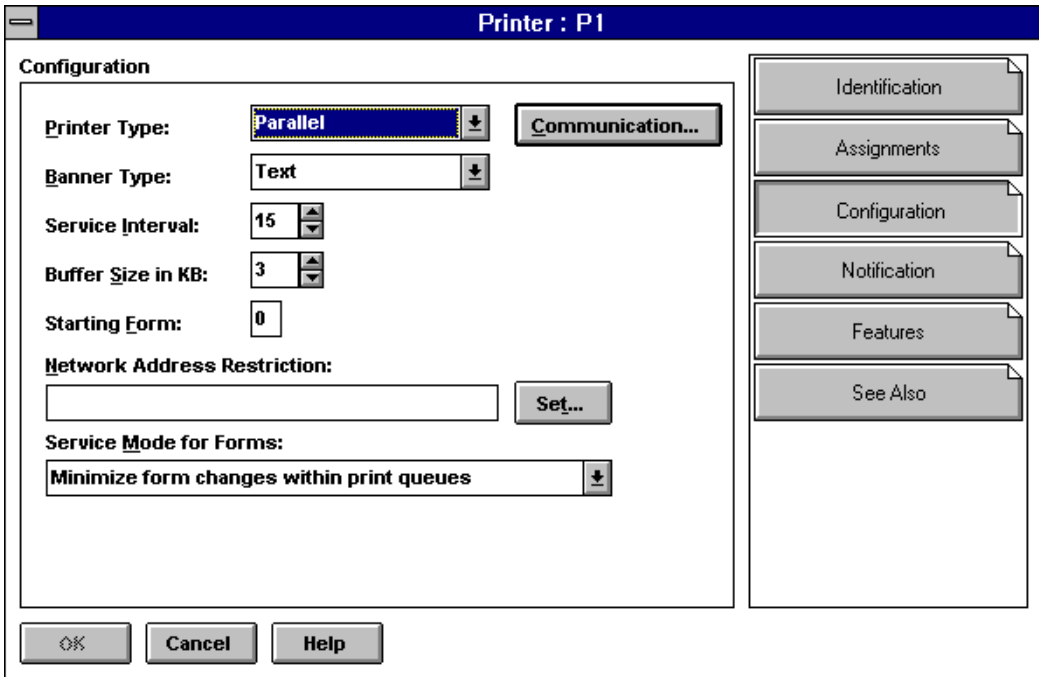 Printer : P1
Configuration
Printer Type: Parallel Communication...
Banner Type: Text
Service Interval: 15
Buffer Size in KB: 3
Starting Form: 0
Network Address Restriction:
Set...
Service Mode for Forms:
Minimize form changes within print queues
Identification
Assignments
Configuration
Notification
Features
See Also
OK Cancel Help